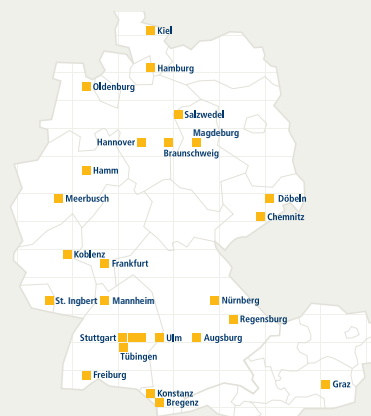 Kiel
Hamburg
Oldenburg
Salzwedel
Magdeburg
Hannover
Braunschweig
Hamm
Meerbusch
Döbeln
Chemnitz
Koblenz
Frankfurt
St. Ingbert
Mannheim
Nürnberg
Regensburg
Stuttgart
Ulm
Augsburg
Tübingen
Freiburg
Graz
Konstanz
Bregenz